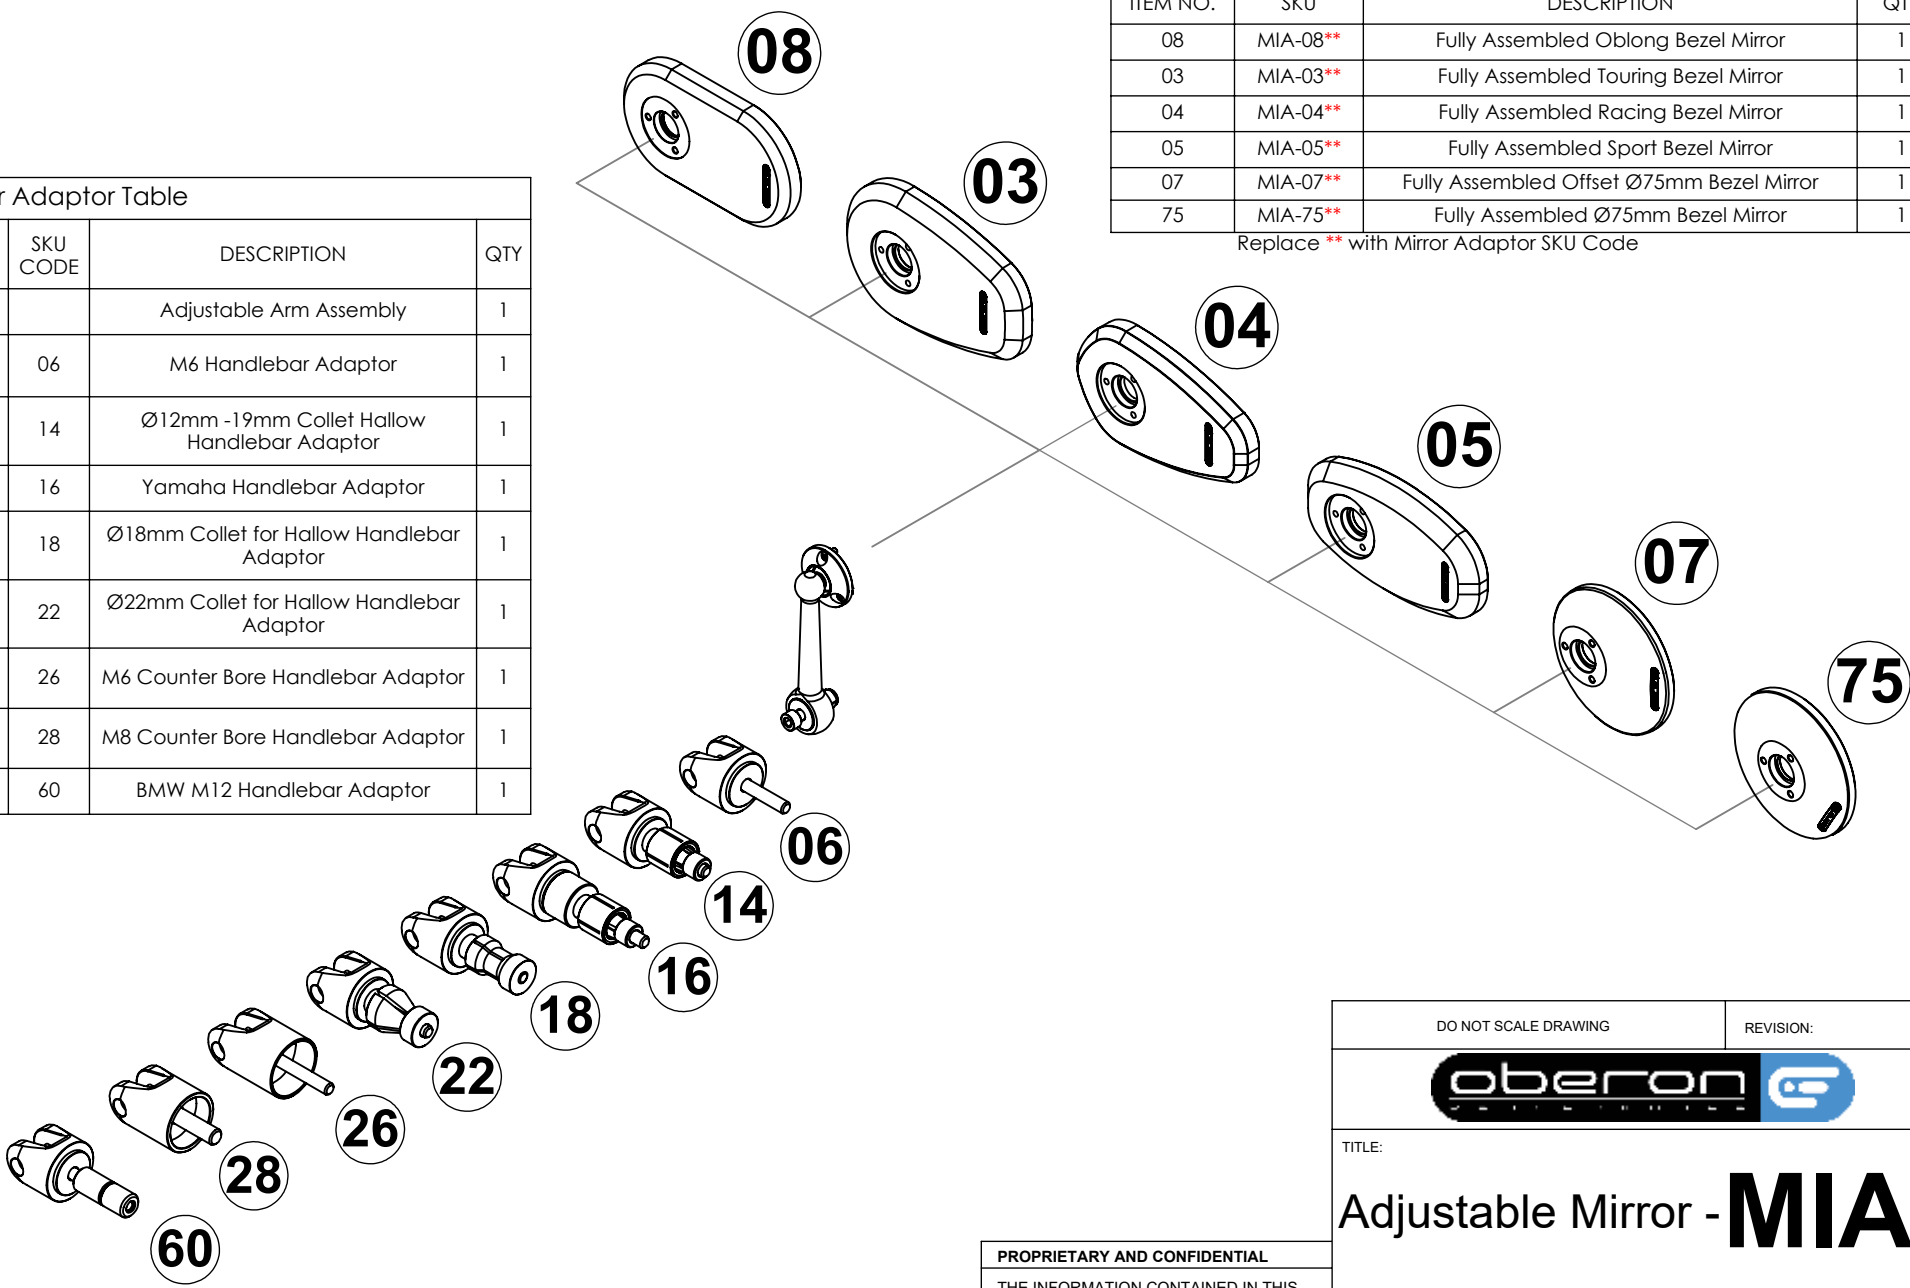 08
ITEM NO. SKU DESCRIPTION QT
08 MIA-08** Fully Assembled Oblong Bezel Mirror 1
03 MIA-03** Fully Assembled Touring Bezel Mirror 1
04 MIA-04** Fully Assembled Racing Bezel Mirror 1
05 MIA-05** Fully Assembled Sport Bezel Mirror 1
07 MIA-07** Fully Assembled Offset Ø75mm Bezel Mirror 1
75 MIA-75** Fully Assembled Ø75mm Bezel Mirror 1
Replace ** with Mirror Adaptor SKU Code
r Adaptor Table
SKU
CODE DESCRIPTION QTY
Adjustable Arm Assembly 1
06 M6 Handlebar Adaptor 1
14 Ø12mm -19mm Collet Hallow
Handlebar Adaptor 1
16 Yamaha Handlebar Adaptor 1
18 Ø18mm Collet for Hallow Handlebar
Adaptor 1
22 Ø22mm Collet for Hallow Handlebar
Adaptor 1
26 M6 Counter Bore Handlebar Adaptor 1
28 M8 Counter Bore Handlebar Adaptor 1
60 BMW M12 Handlebar Adaptor 1
03
04
05
07
75
06
14
16
18
22
26
28
60
DO NOT SCALE DRAWING REVISION:
oberon
TITLE:
Adjustable Mirror - MIA
PROPRIETARY AND CONFIDENTIAL
THE INFORMATION CONTAINED IN THIS